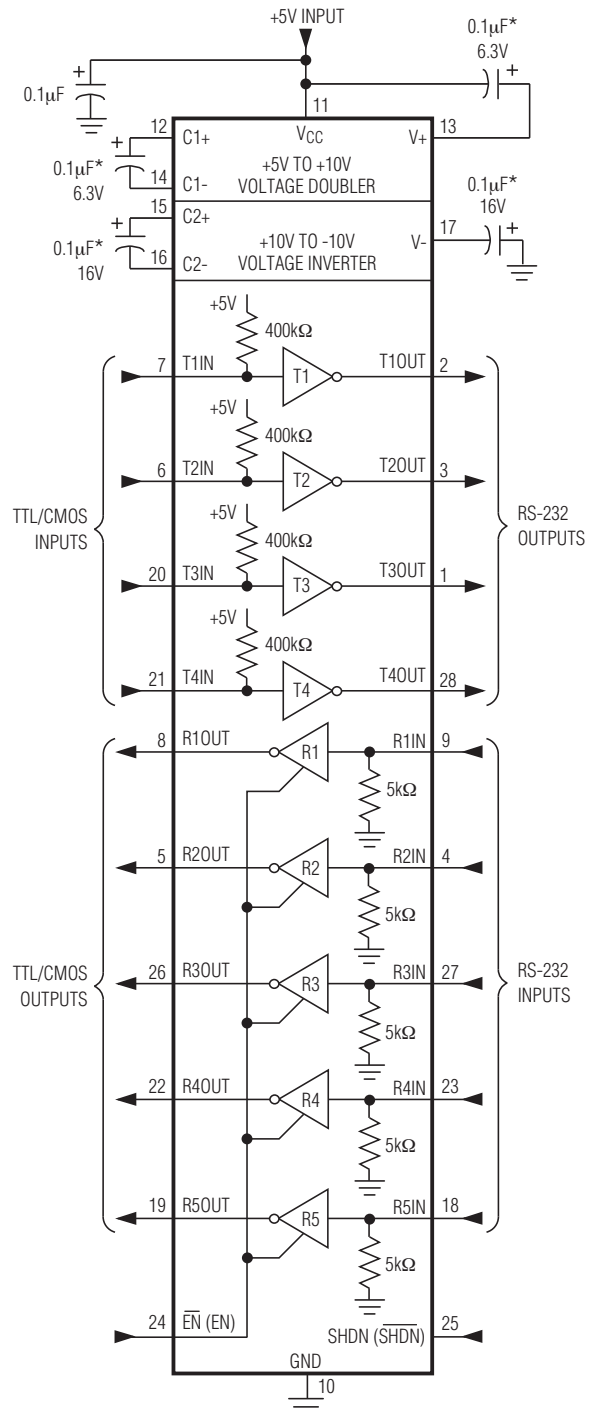 +5V INPUT
0.1μF
0.1μF*
6.3V
11
VCC
12
C1+
0.1μF*
6.3V
14
C1-
+5V TO +10V
VOLTAGE DOUBLER
V+
13
15
C2+
0.1μF*
16V
16
C2-
+10V TO -10V
VOLTAGE INVERTER
V-
17
0.1μF*
16V
+5V
400kΩ
7
T1IN
T1
T1OUT
2
+5V
400kΩ
6
T2IN
T2
T2OUT
3
TTL/CMOS
INPUTS
RS-232
OUTPUTS
+5V
400kΩ
20
T3IN
T3
T3OUT
1
+5V
400kΩ
21
T4IN
T4
T4OUT
28
8
R1OUT
R1
R1IN
9
5kΩ
5
R2OUT
R2
R2IN
4
5kΩ
TTL/CMOS
OUTPUTS
RS-232
INPUTS
26
R3OUT
R3
R3IN
27
5kΩ
22
R4OUT
R4
R4IN
23
5kΩ
19
R5OUT
R5
R5IN
18
5kΩ
24
E̅N̅ (EN)
SHDN (S̅H̅D̅N̅)
25
GND
10